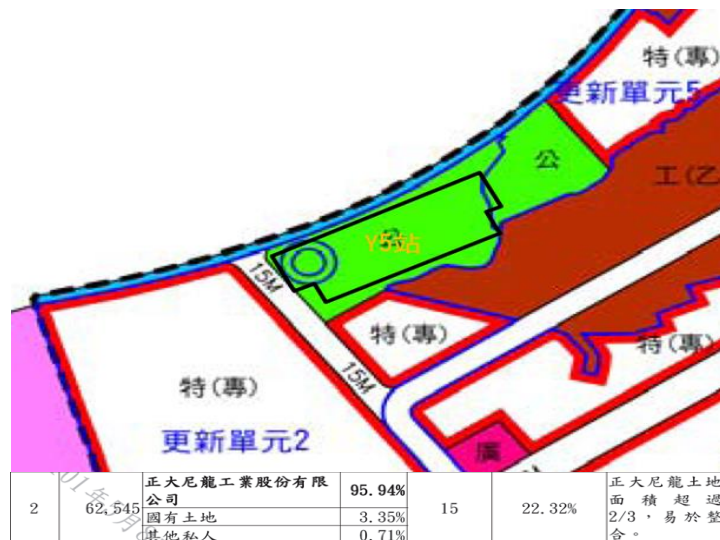 特(專)
更新單元5
公
工(乙
Y5站
15M
特(專)
特(專)
15M
特(專)
更新單元2
廣
2
62,545
正大尼龍工業股份有限
公司
95.94%
國有土地
3.35%
其他私人
0.71%
15
22.32%
正大尼龍土地
面積超過
2/3，易於整
合。